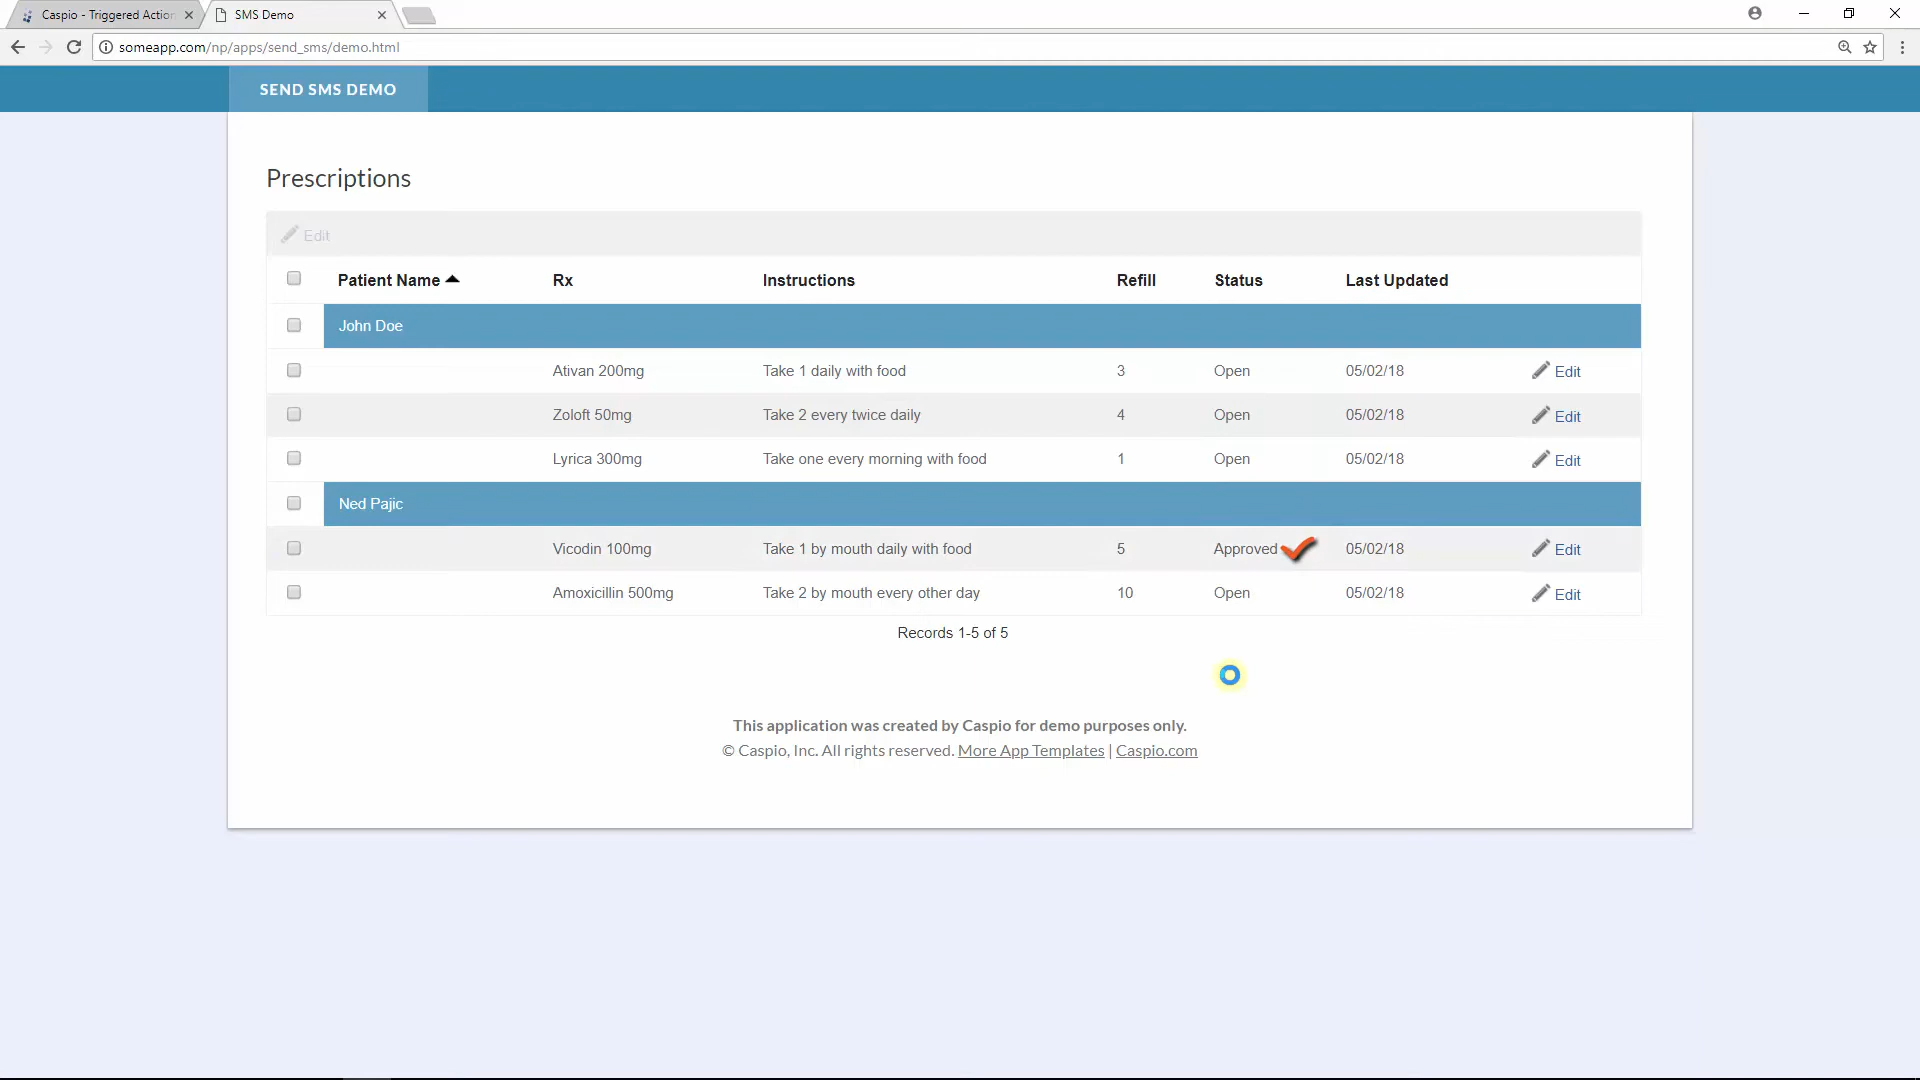 Caspio - Triggered Action
SMS Demo
someapp.com/np/apps/send_sms/demo.html
SEND SMS DEMO
Prescriptions
Edit
Patient Name Rx Instructions Refill Status Last Updated
John Doe
Ativan 200mg Take 1 daily with food 3 Open 05/02/18 Edit
Zoloft 50mg Take 2 every twice daily 4 Open 05/02/18 Edit
Lyrica 300mg Take one every morning with food 1 Open 05/02/18 Edit
Ned Pajic
Vicodin 100mg Take 1 by mouth daily with food 5 Approved 05/02/18 Edit
Amoxicillin 500mg Take 2 by mouth every other day 10 Open 05/02/18 Edit
Records 1-5 of 5
This application was created by Caspio for demo purposes only.
© Caspio, Inc. All rights reserved. More App Templates | Caspio.com